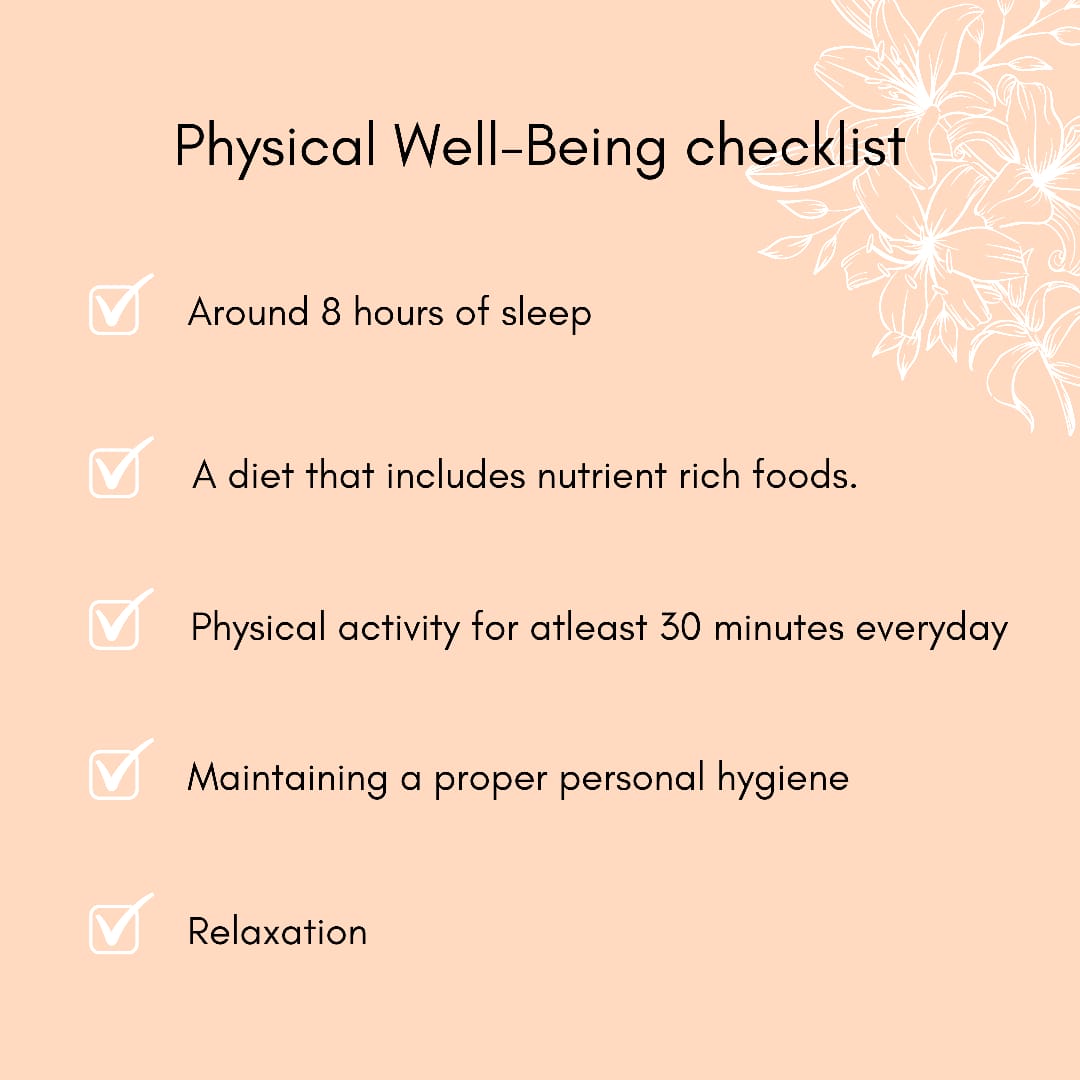 Physical Well-Being checklist
Around 8 hours of sleep
A diet that includes nutrient rich foods.
Physical activity for atleast 30 minutes everyday
Maintaining a proper personal hygiene
Relaxation